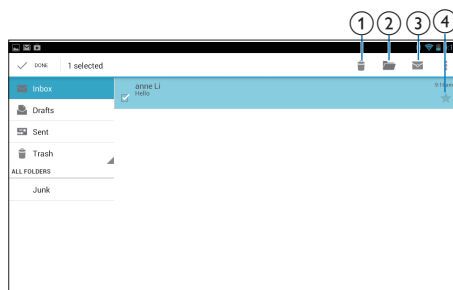 1 2 3 4
DONE 1 selected
Inbox
anne Li
Hello
Drafts
Sent
Trash
ALL FOLDERS
Junk